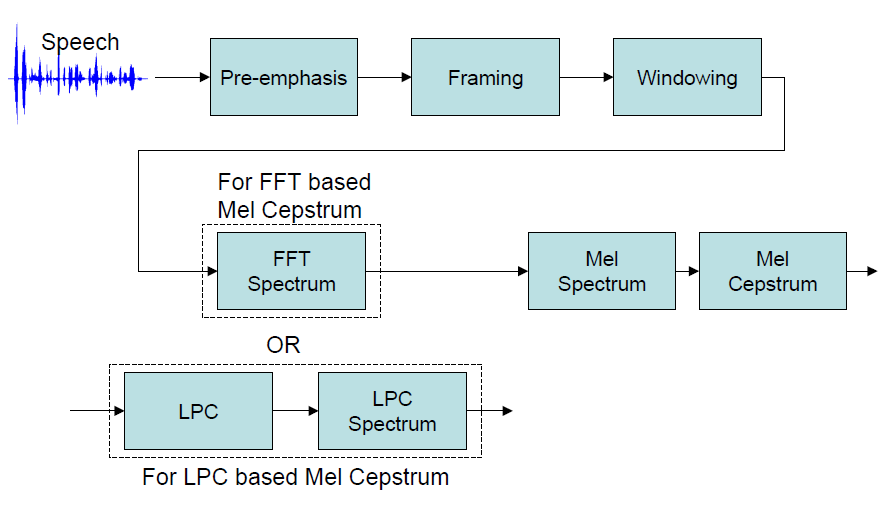 Speech
Pre-emphasis
Framing
Windowing
For FFT based
Mel Cepstrum
FFT
Spectrum
Mel
Spectrum
Mel
Cepstrum
OR
LPC
LPC
Spectrum
For LPC based Mel Cepstrum